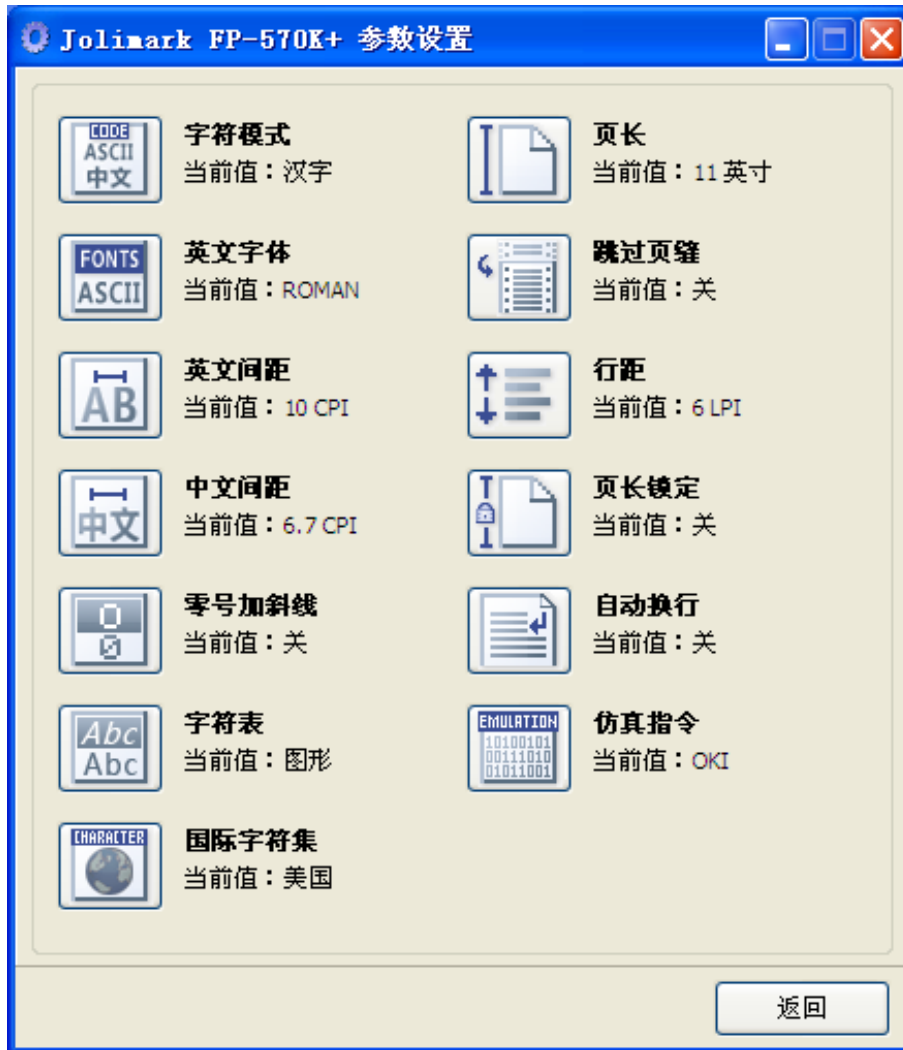 Jolimark FP-570K+ 参数设置
CODE
ASCII
中文
字符模式
当前值：汉字
FONTS
ASCII
英文字体
当前值：ROMAN
AB
英文间距
当前值：10 CPI
中文
中文间距
当前值：6.7 CPI
0
0
零号加斜线
当前值：关
Abc
Abc
字符表
当前值：图形
CHARACTER
国际字符集
当前值：美国
页长
当前值：11 英寸
跳过页缝
当前值：关
行距
当前值：6 LPI
页长锁定
当前值：关
自动换行
当前值：关
EMULATION
10100101
00111010
01011001
仿真指令
当前值：OKI
返回